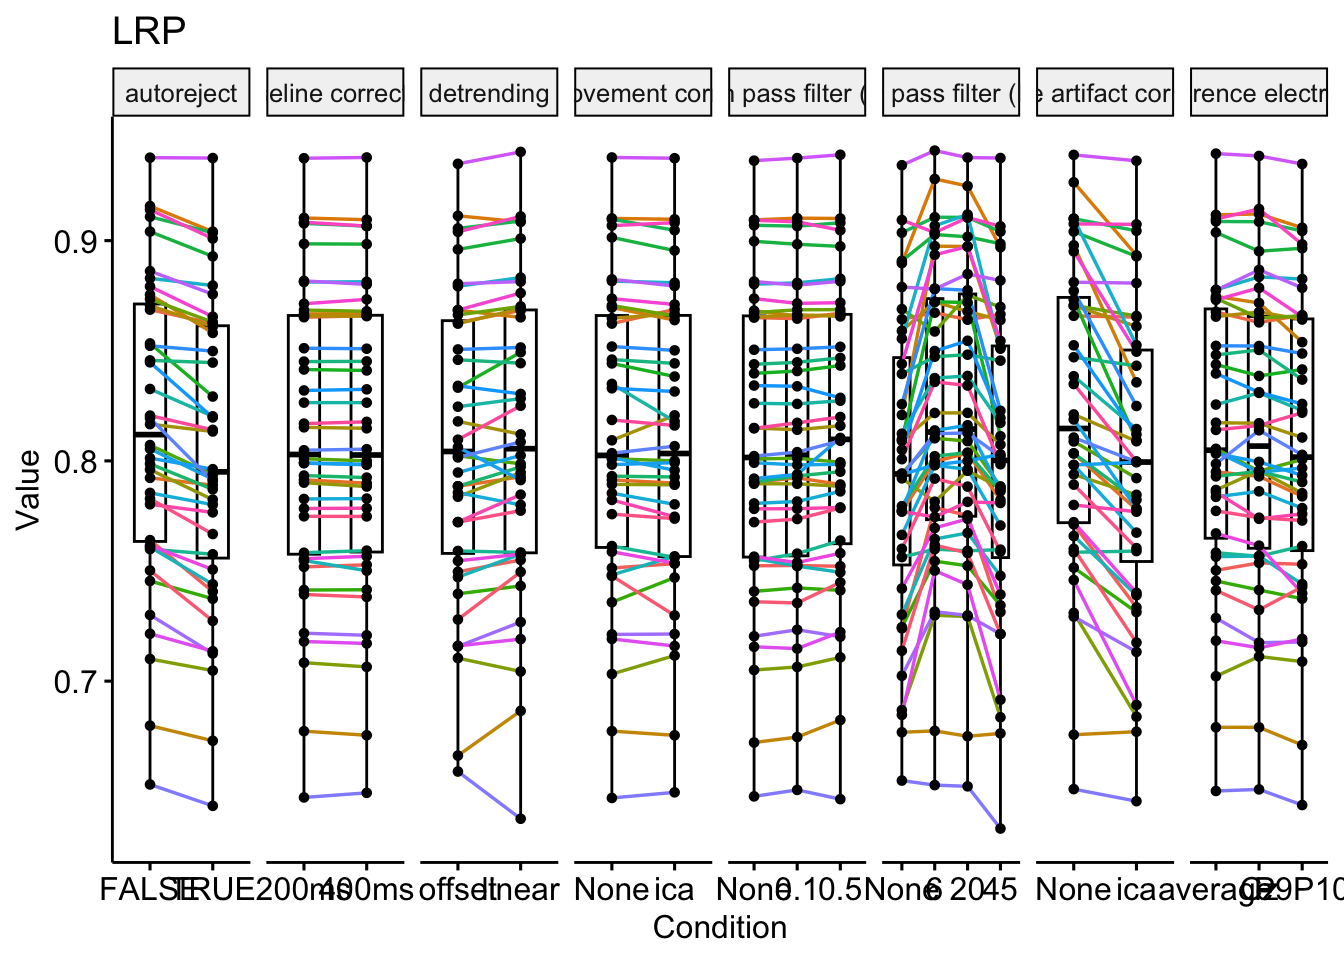 LRP
autoreject
eline correc
detrending
ovement cor
n pass filter (
pass filter (
e artifact cor
rence electr
0.9
0.8
0.7
Value
FALSE TRUE 200ms 400ms offset linear None ica None 0.1 0.5 None 6 20 45 None ica average Cz P9P10
Condition